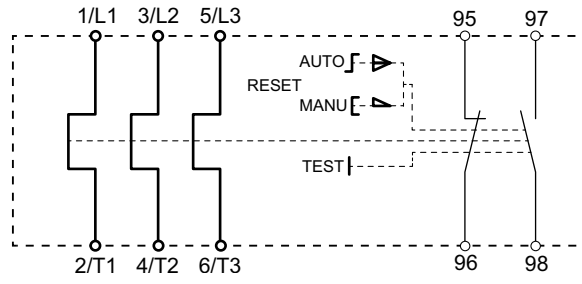 1/L1 3/L2 5/L3 95 97
AUTO
RESET
MANU
TEST
2/T1 4/T2 6/T3 96 98